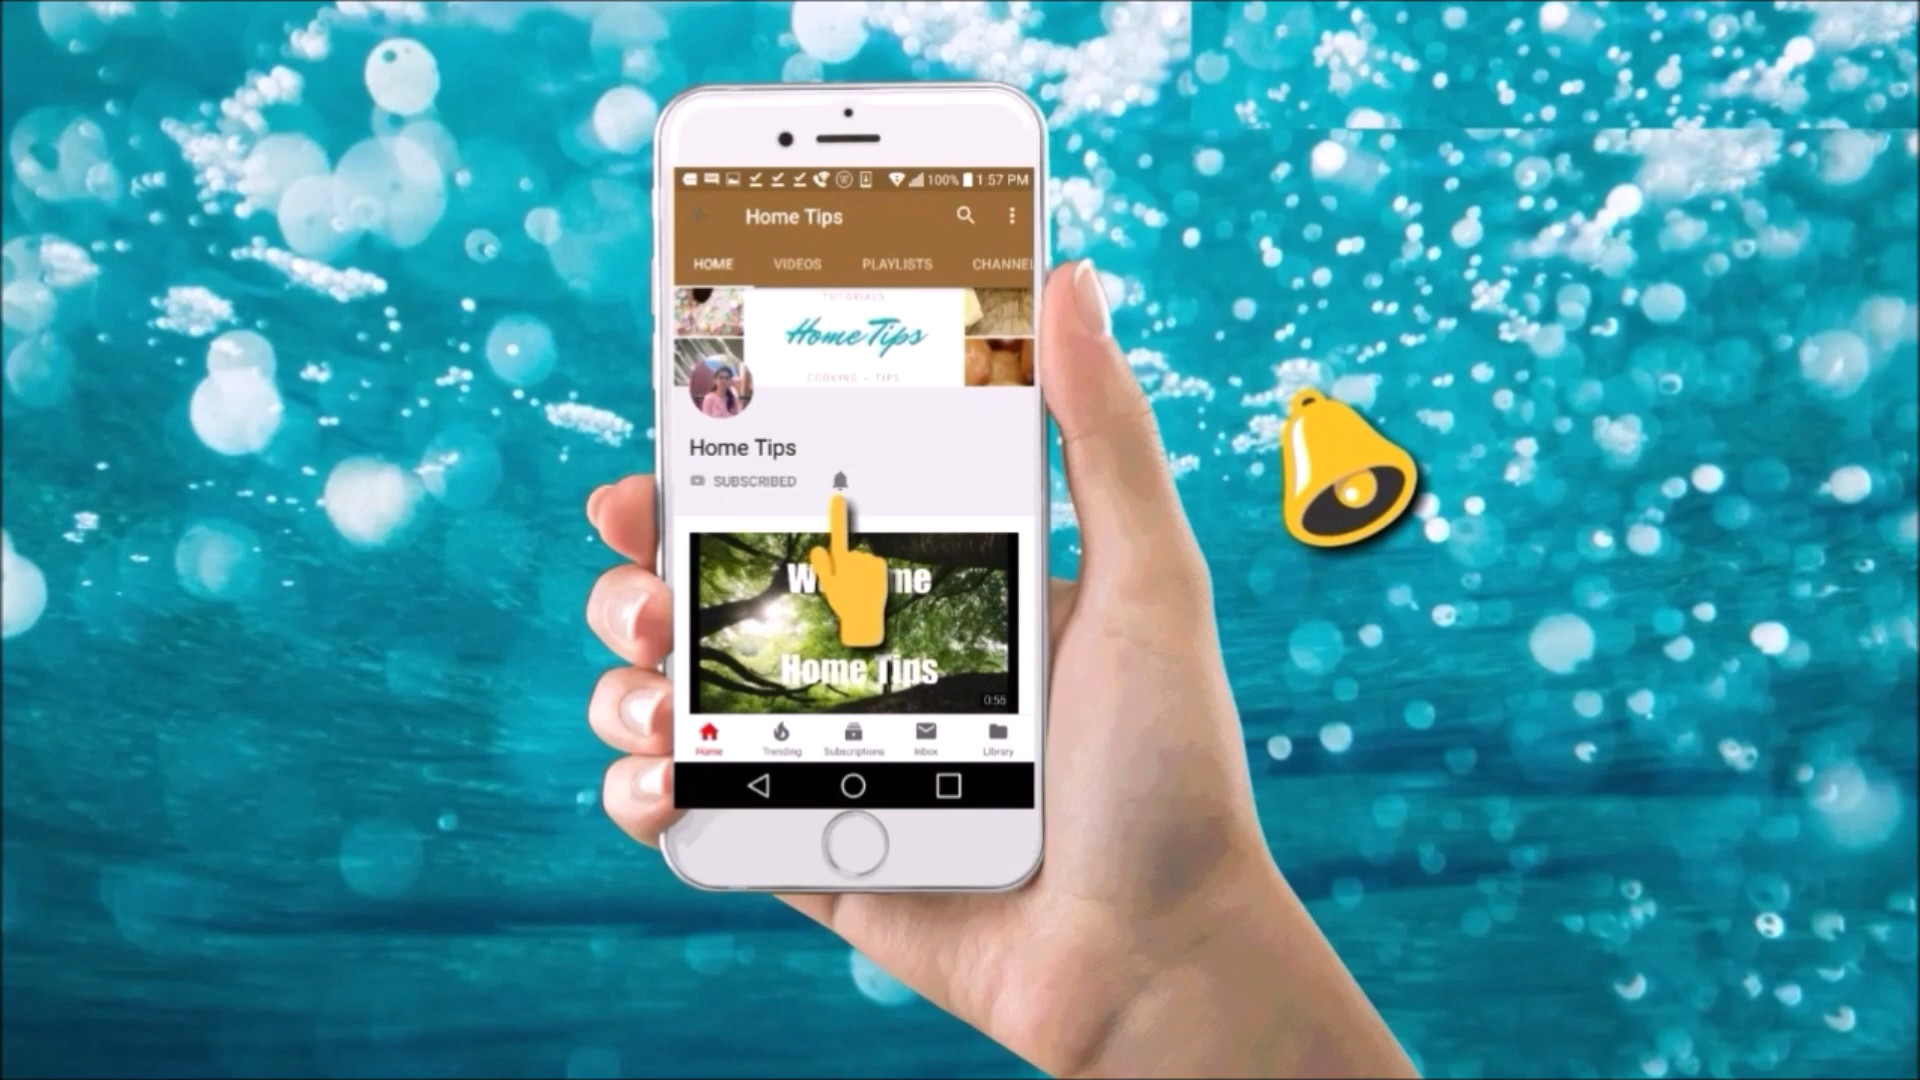 100% 1:57 PM
Home Tips
HOME VIDEOS PLAYLISTS CHANNEL
TUTORIALS
Home Tips
COOKING + TIPS
Home Tips
SUBSCRIBED
Home Tips
0:55
Home Trending Subscriptions Inbox Library